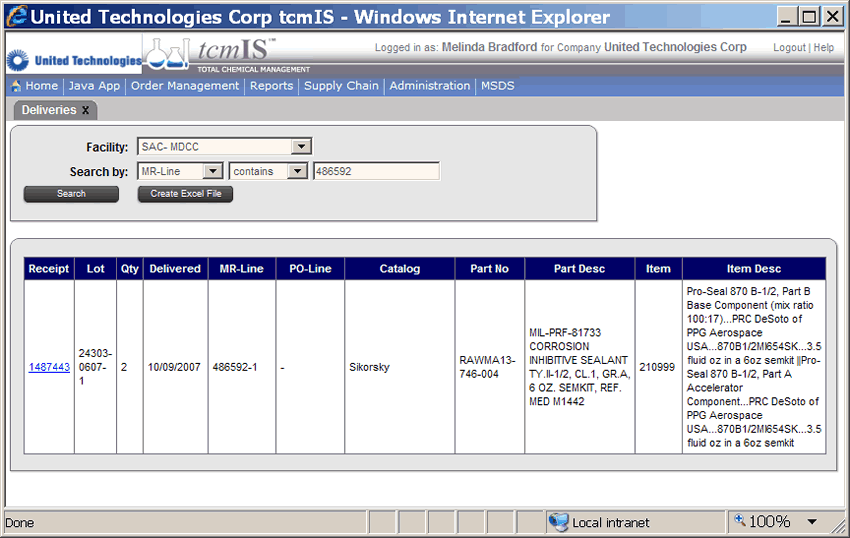 United Technologies Corp tcmIS - Windows Internet Explorer
United Technologies
tcmIS™
TOTAL CHEMICAL MANAGEMENT
Logged in as: Melinda Bradford for Company United Technologies Corp
Logout | Help
Home | Java App | Order Management | Reports | Supply Chain | Administration | MSDS
Deliveries X
Facility: SAC- MDCC
Search by: MR-Line contains 486592
Search Create Excel File
Receipt Lot Qty Delivered MR-Line PO-Line Catalog Part No Part Desc Item Item Desc
1487443
24303-
0607-
1
2
10/09/2007
486592-1
-
Sikorsky
RAWMA13-
746-004
MIL-PRF-81733
CORROSION
INHIBITIVE SEALANT
TY.II-1/2, CL.1, GR.A,
6 OZ. SEMKIT, REF.
MED M1442
210999
Pro-Seal 870 B-1/2, Part B
Base Component (mix ratio
100:17)...PRC DeSoto of
PPG Aerospace
USA...870B1/2MI654SK...3.5
fluid oz in a 6oz semkit ||Pro-
Seal 870 B-1/2, Part A
Accelerator
Component...PRC DeSoto of
PPG Aerospace
USA...870B1/2MI654SK...3.5
fluid oz in a 6oz semkit
Done
Local intranet
100%